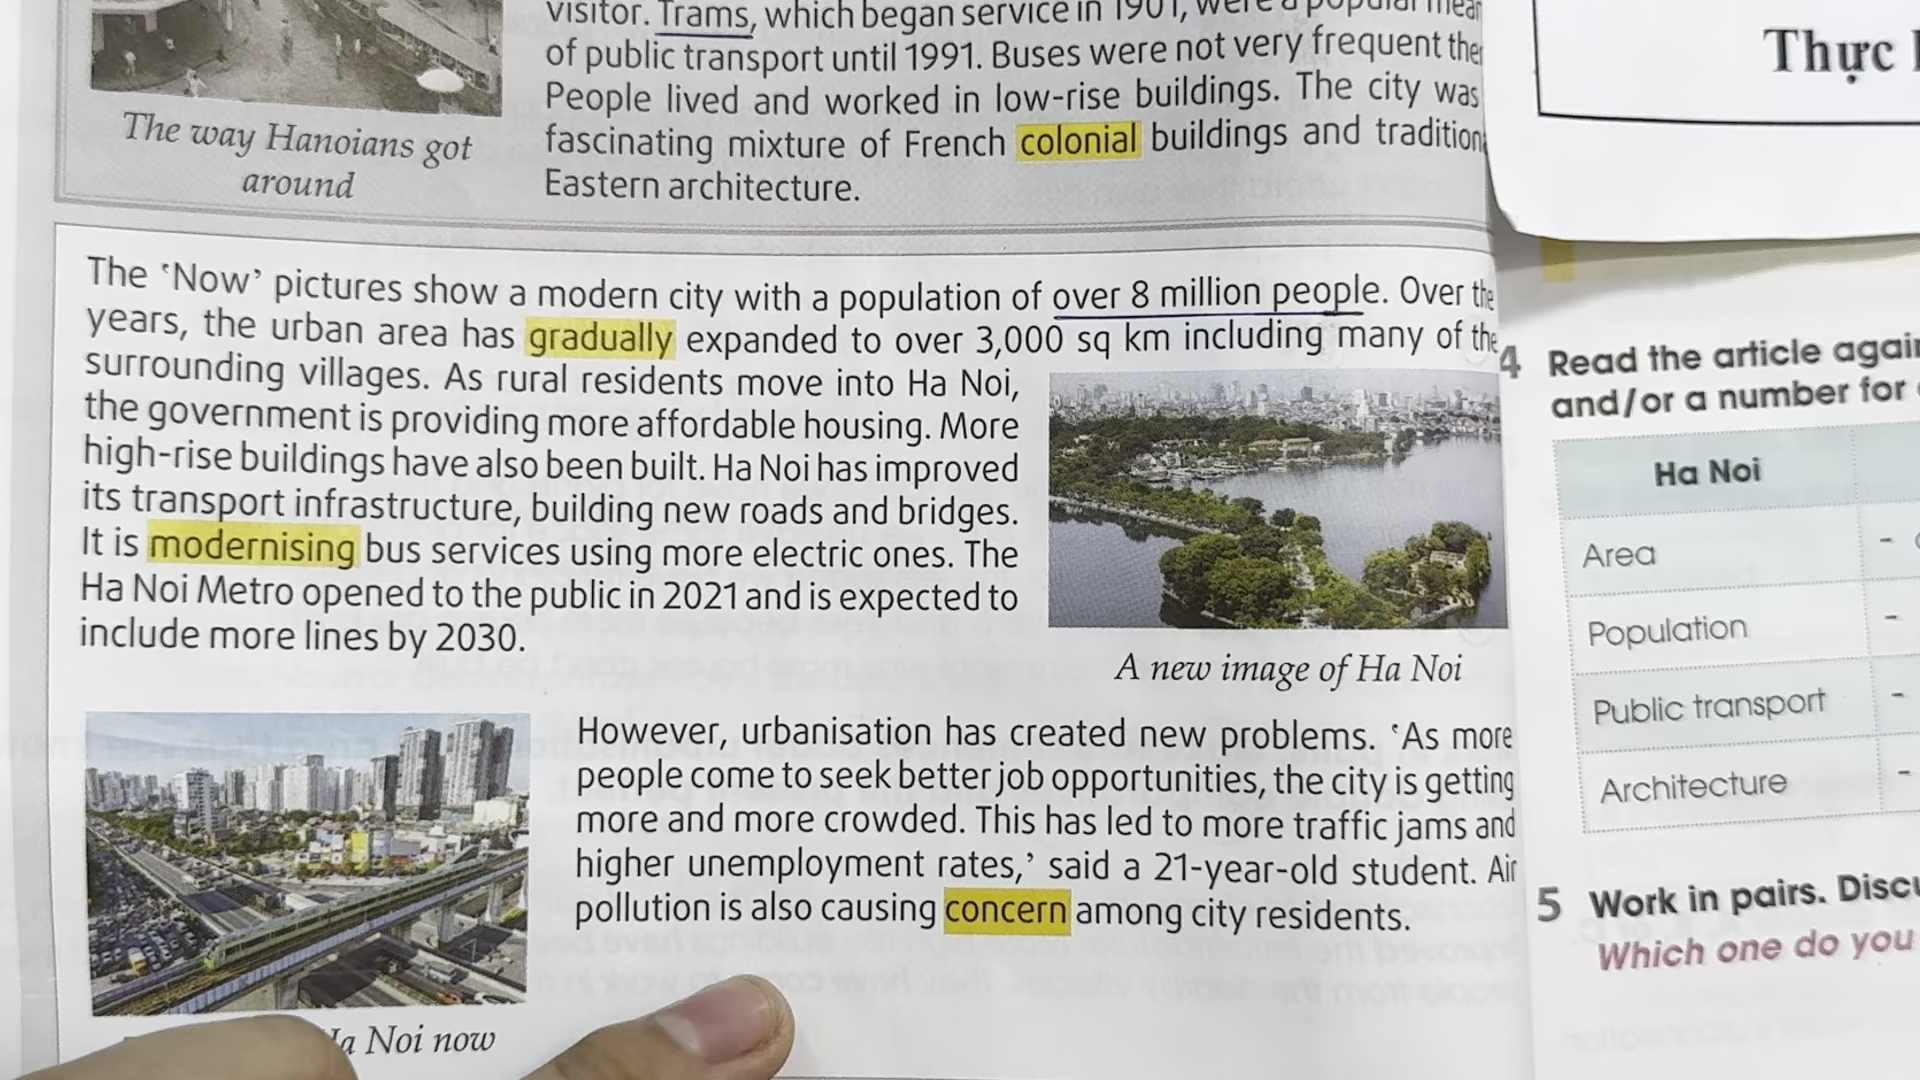 visitor. Trams, which began service in 1901, were a popular
of public transport until 1991. Buses were not very frequent
People lived and worked in low-rise buildings. The city was
fascinating mixture of French colonial buildings and
Eastern architecture.
The way Hanoians got
around
The ‘Now’ pictures show a modern city with a population of over 8 million people. Over the
years, the urban area has gradually expanded to over 3,000 sq km including many of the
surrounding villages. As rural residents move into Ha Noi,
the government is providing more affordable housing. More
high-rise buildings have also been built. Ha Noi has improved
its transport infrastructure, building new roads and bridges.
It is modernising bus services using more electric ones. The
Ha Noi Metro opened to the public in 2021 and is expected to
include more lines by 2030.
A new image of Ha Noi
However, urbanisation has created new problems. ‘As more
people come to seek better job opportunities, the city is getting
more and more crowded. This has led to more traffic jams and
higher unemployment rates,’ said a 21-year-old student. Air
pollution is also causing concern among city residents.
Noi now
Thực
4 Read the article
and/or a number for
Ha Noi
Area -
Population -
Public transport -
Architecture -
5 Work in pairs.
Which one do you